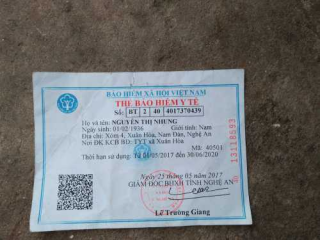 BẢO HIỂM XÃ HỘI VIỆT NAM
THẺ BẢO HIỂM Y TẾ
Số: BT 2 40 4017370439
Họ và tên: NGUYỄN THỊ NHUNG
Ngày sinh: 01/02/1936 Giới tính: Nam
Địa chỉ: Xóm 4, Xuân Hòa, Nam Đàn, Nghệ An
Nơi ĐK KCB BĐ: TYT xã Xuân Hòa
Mã: 40501
Thời hạn sử dụng: Từ 01/05/2017 đến 30/06/2020
Ngày 25 tháng 05 năm 2017
GIÁM ĐỐC BHXH TỈNH NGHỆ AN
Lê Trường Giang